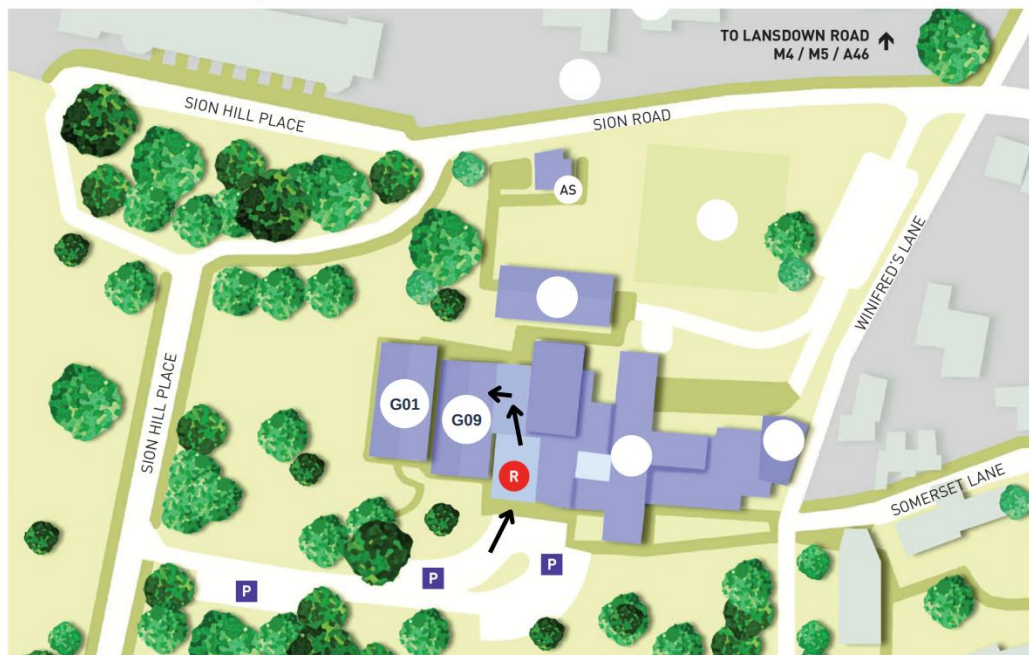 TO LANSDOWN ROAD
M4 / M5 / A46
SION HILL PLACE
SION ROAD
AS
WINIFRED'S LANE
SION HILL PLACE
G01
G09
R
SOMERSET LANE
P
P
P